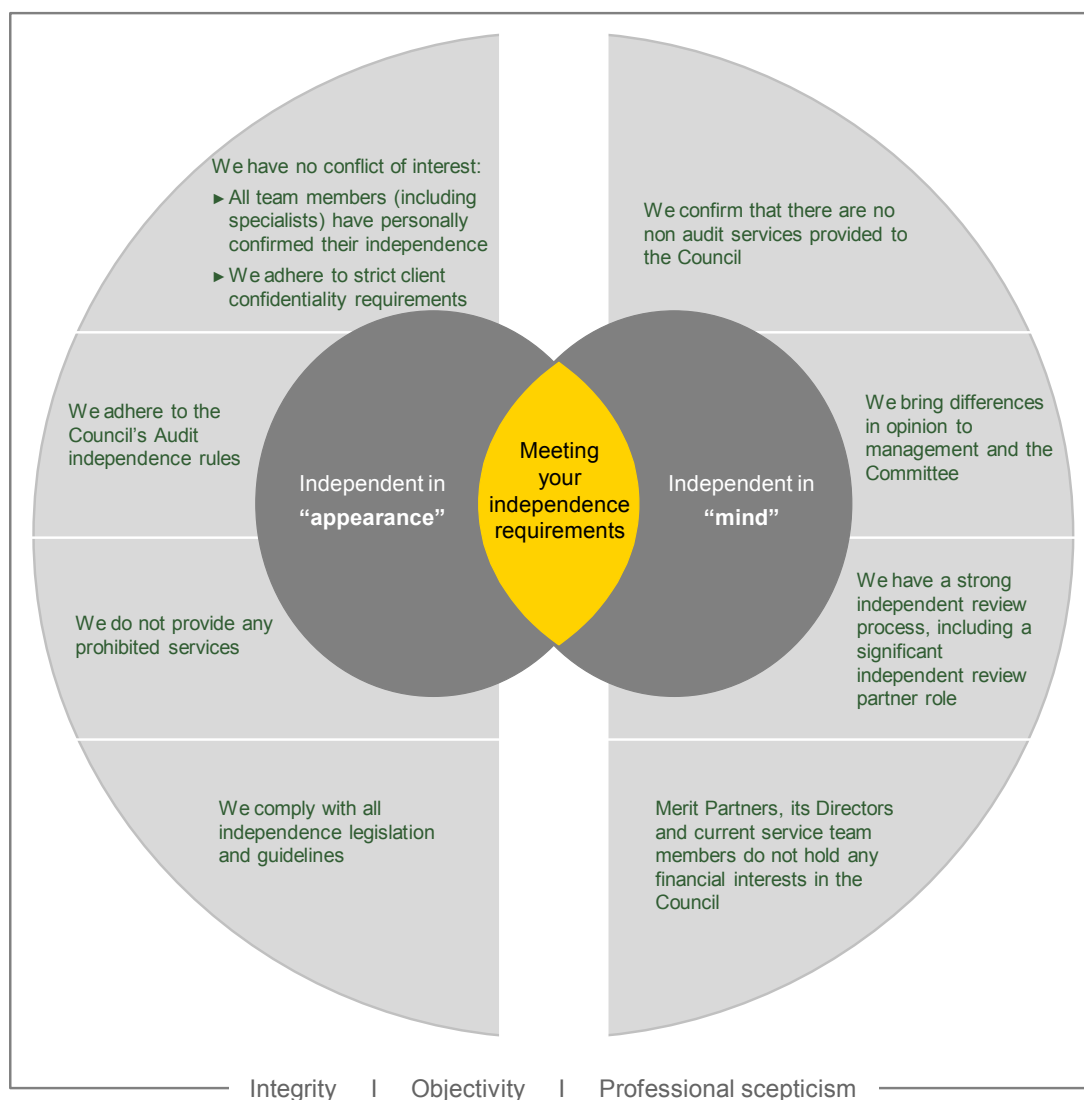 We have no conflict of interest:
► All team members (including
specialists) have personally
confirmed their independence
► We adhere to strict client
confidentiality requirements
We adhere to the
Council's Audit
independence rules
We do not provide any
prohibited services
We comply with all
independence legislation
and guidelines
Independent in
“appearance”
Meeting
your
independence
requirements
Independent in
“mind”
We confirm that there are no
non audit services provided to
the Council
We bring differences
in opinion to
management and the
Committee
We have a strong
independent review
process, including a
significant
independent review
partner role
Merit Partners, its Directors
and current service team
members do not hold any
financial interests in the
Council
Integrity I Objectivity I Professional scepticism